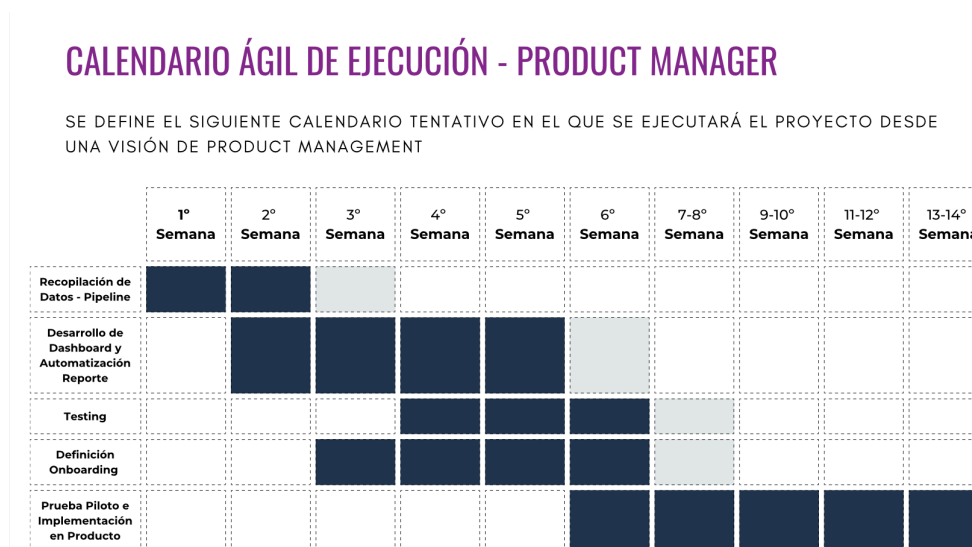 CALENDARIO ÁGIL DE EJECUCIÓN - PRODUCT MANAGER
SE DEFINE EL SIGUIENTE CALENDARIO TENTATIVO EN EL QUE SE EJECUTARÁ EL PROYECTO DESDE
UNA VISIÓN DE PRODUCT MANAGEMENT
1° 2° 3° 4° 5° 6° 7-8° 9-10° 11-12° 13-14°
Semana Semana Semana Semana Semana Semana Semana Semana Semana Semana
Recopilación de
Datos - Pipeline
Desarrollo de
Dashboard y
Automatización
Reporte
Testing
Definición
Onboarding
Prueba Piloto e
Implementación
en Producto